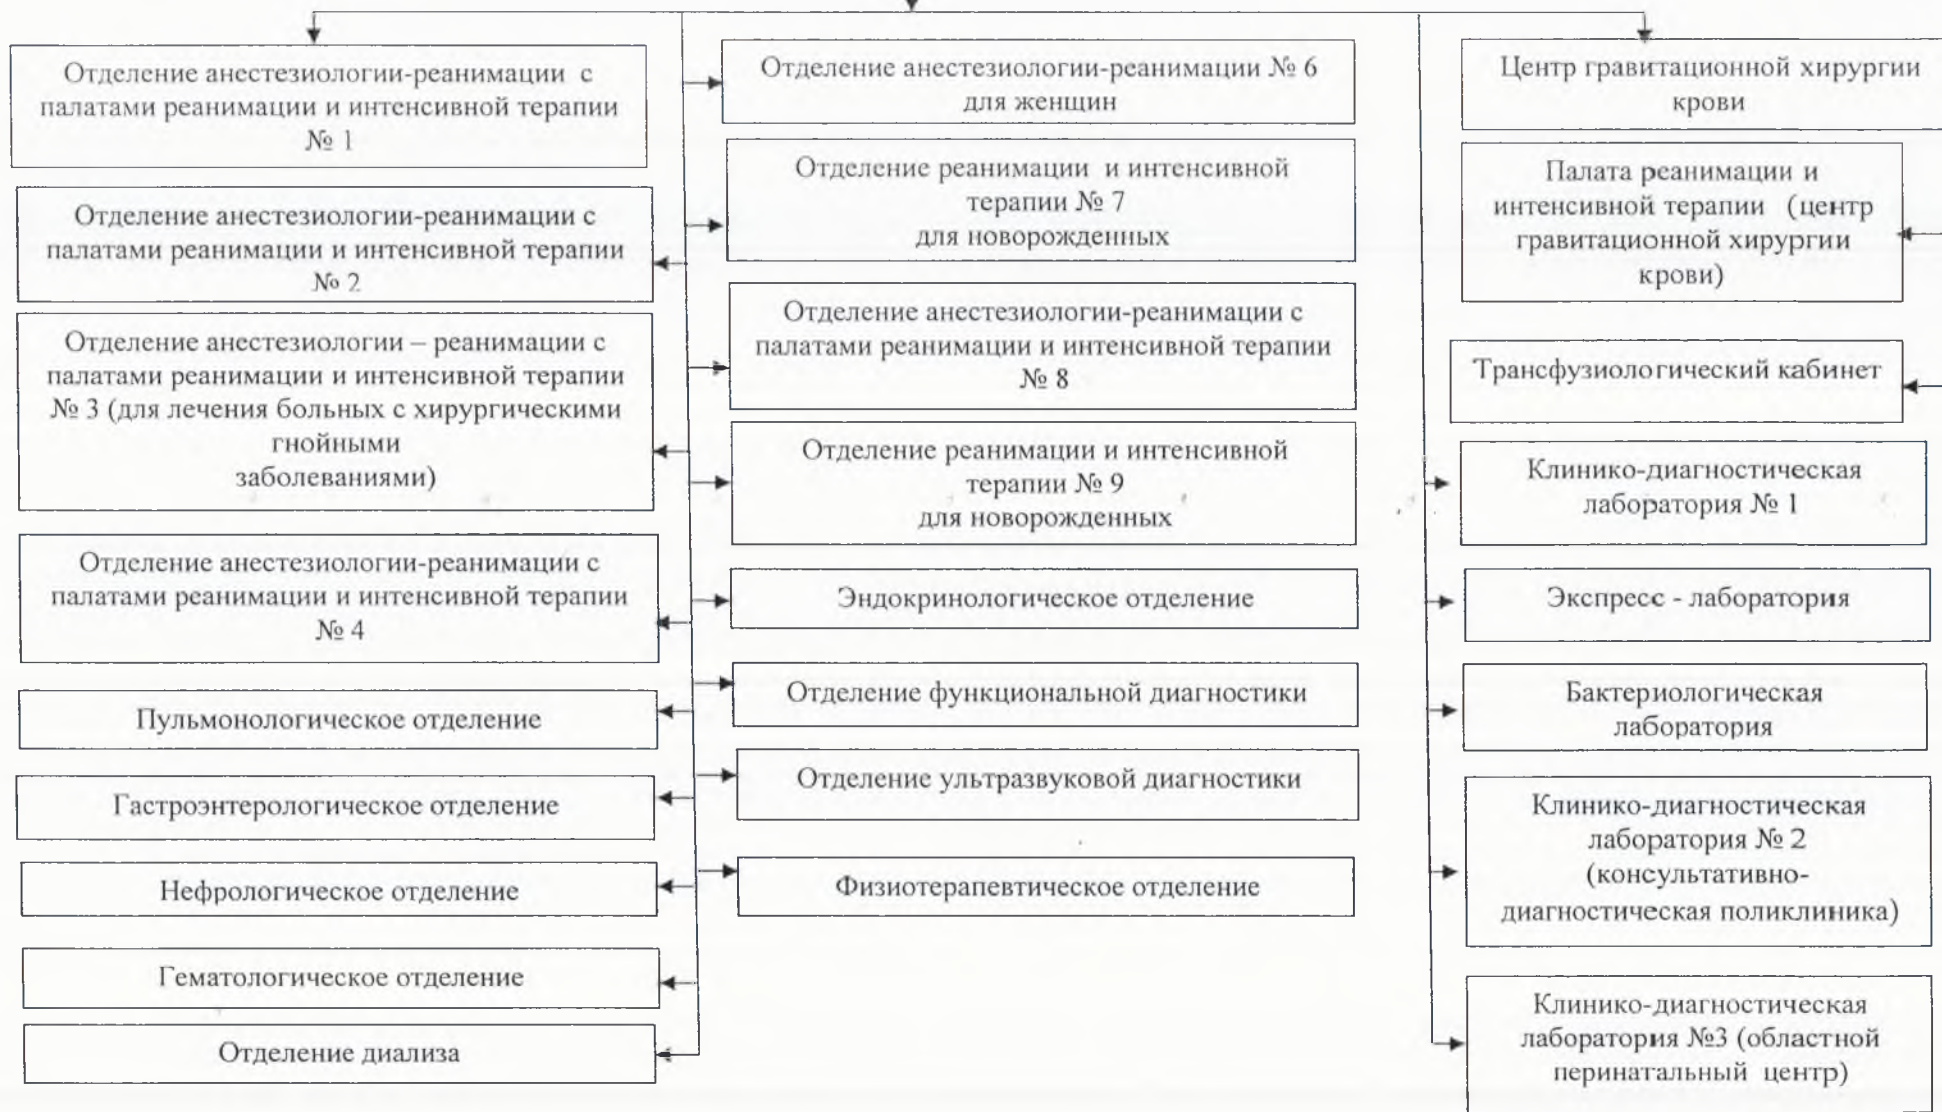 Отделение анестезиологии-реанимации с
палатами реанимации и интенсивной терапии
№ 1
Отделение анестезиологии-реанимации с
палатами реанимации и интенсивной терапии
№ 2
Отделение анестезиологии – реанимации с
палатами реанимации и интенсивной терапии
№ 3 (для лечения больных с хирургическими
гнойными
заболеваниями)
Отделение анестезиологии-реанимации с
палатами реанимации и интенсивной терапии
№ 4
Пульмонологическое отделение
Гастроэнтерологическое отделение
Нефрологическое отделение
Гематологическое отделение
Отделение диализа
Отделение анестезиологии-реанимации № 6
для женщин
Отделение реанимации и интенсивной
терапии № 7
для новорожденных
Отделение анестезиологии-реанимации с
палатами реанимации и интенсивной терапии
№ 8
Отделение реанимации и интенсивной
терапии № 9
для новорожденных
Эндокринологическое отделение
Отделение функциональной диагностики
Отделение ультразвуковой диагностики
Физиотерапевтическое отделение
Центр гравитационной хирургии
крови
Палата реанимации и
интенсивной терапии (центр
гравитационной хирургии
крови)
Трансфузиологический кабинет
Клинико-диагностическая
лаборатория № 1
Экспресс - лаборатория
Бактериологическая
лаборатория
Клинико-диагностическая
лаборатория № 2
(консультативно-
диагностическая поликлиника)
Клинико-диагностическая
лаборатория №3 (областной
перинатальный центр)